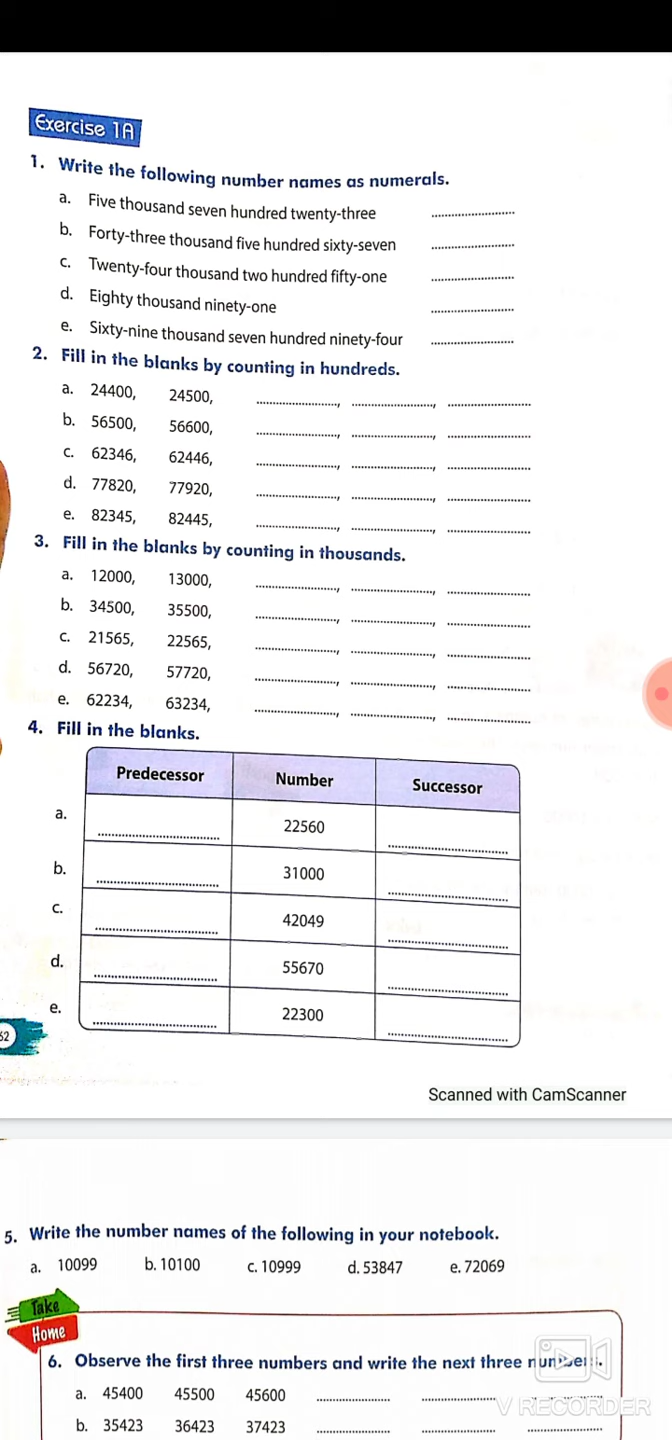 Exercise 1A
1. Write the following number names as numerals.
a. Five thousand seven hundred twenty-three ........................
b. Forty-three thousand five hundred sixty-seven ........................
c. Twenty-four thousand two hundred fifty-one ........................
d. Eighty thousand ninety-one ........................
e. Sixty-nine thousand seven hundred ninety-four ........................
2. Fill in the blanks by counting in hundreds.
a. 24400, 24500, ........................, ........................, ........................
b. 56500, 56600, ........................, ........................, ........................
c. 62346, 62446, ........................, ........................, ........................
d. 77820, 77920, ........................, ........................, ........................
e. 82345, 82445, ........................, ........................, ........................
3. Fill in the blanks by counting in thousands.
a. 12000, 13000, ........................, ........................, ........................
b. 34500, 35500, ........................, ........................, ........................
c. 21565, 22565, ........................, ........................, ........................
d. 56720, 57720, ........................, ........................, ........................
e. 62234, 63234, ........................, ........................, ........................
4. Fill in the blanks.
Predecessor Number Successor
a. ........................ 22560 ........................
b. ........................ 31000 ........................
c. ........................ 42049 ........................
d. ........................ 55670 ........................
e. ........................ 22300 ........................
62
Scanned with CamScanner
5. Write the number names of the following in your notebook.
a. 10099 b. 10100 c. 10999 d. 53847 e. 72069
Take
Home
6. Observe the first three numbers and write the next three numbers.
a. 45400 45500 45600 ........................ ........................ ........................
V RECORDER
b. 35423 36423 37423 ........................ ........................ ........................